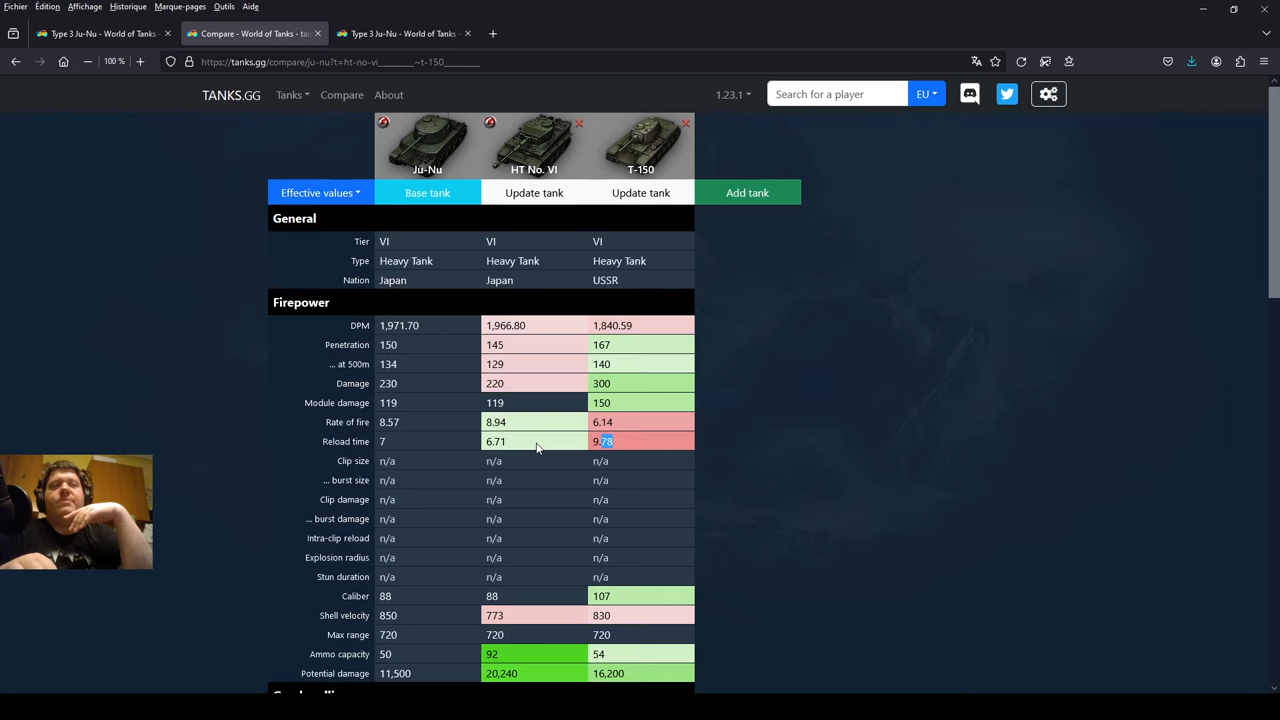 Fichier Édition Affichage Historique Marque-pages Outils Aide
Type 3 Ju-Nu - World of Tanks · Compare - World of Tanks - tan Type 3 Ju-Nu - World of Tanks ·
100 % https://tanks.gg/compare/ju-nu?t=ht-no-vi________~t-150________
TANKS.GG Tanks Compare About 1.23.1 Search for a player EU
Ju-Nu HT No. VI T-150
Effective values Base tank Update tank Update tank Add tank
General
Tier VI VI VI
Type Heavy Tank Heavy Tank Heavy Tank
Nation Japan Japan USSR
Firepower
DPM 1,971.70 1,966.80 1,840.59
Penetration 150 145 167
... at 500m 134 129 140
Damage 230 220 300
Module damage 119 119 150
Rate of fire 8.57 8.94 6.14
Reload time 7 6.71 9.78
Clip size n/a n/a n/a
... burst size n/a n/a n/a
Clip damage n/a n/a n/a
... burst damage n/a n/a n/a
Intra-clip reload n/a n/a n/a
Explosion radius n/a n/a n/a
Stun duration n/a n/a n/a
Caliber 88 88 107
Shell velocity 850 773 830
Max range 720 720 720
Ammo capacity 50 92 54
Potential damage 11,500 20,240 16,200